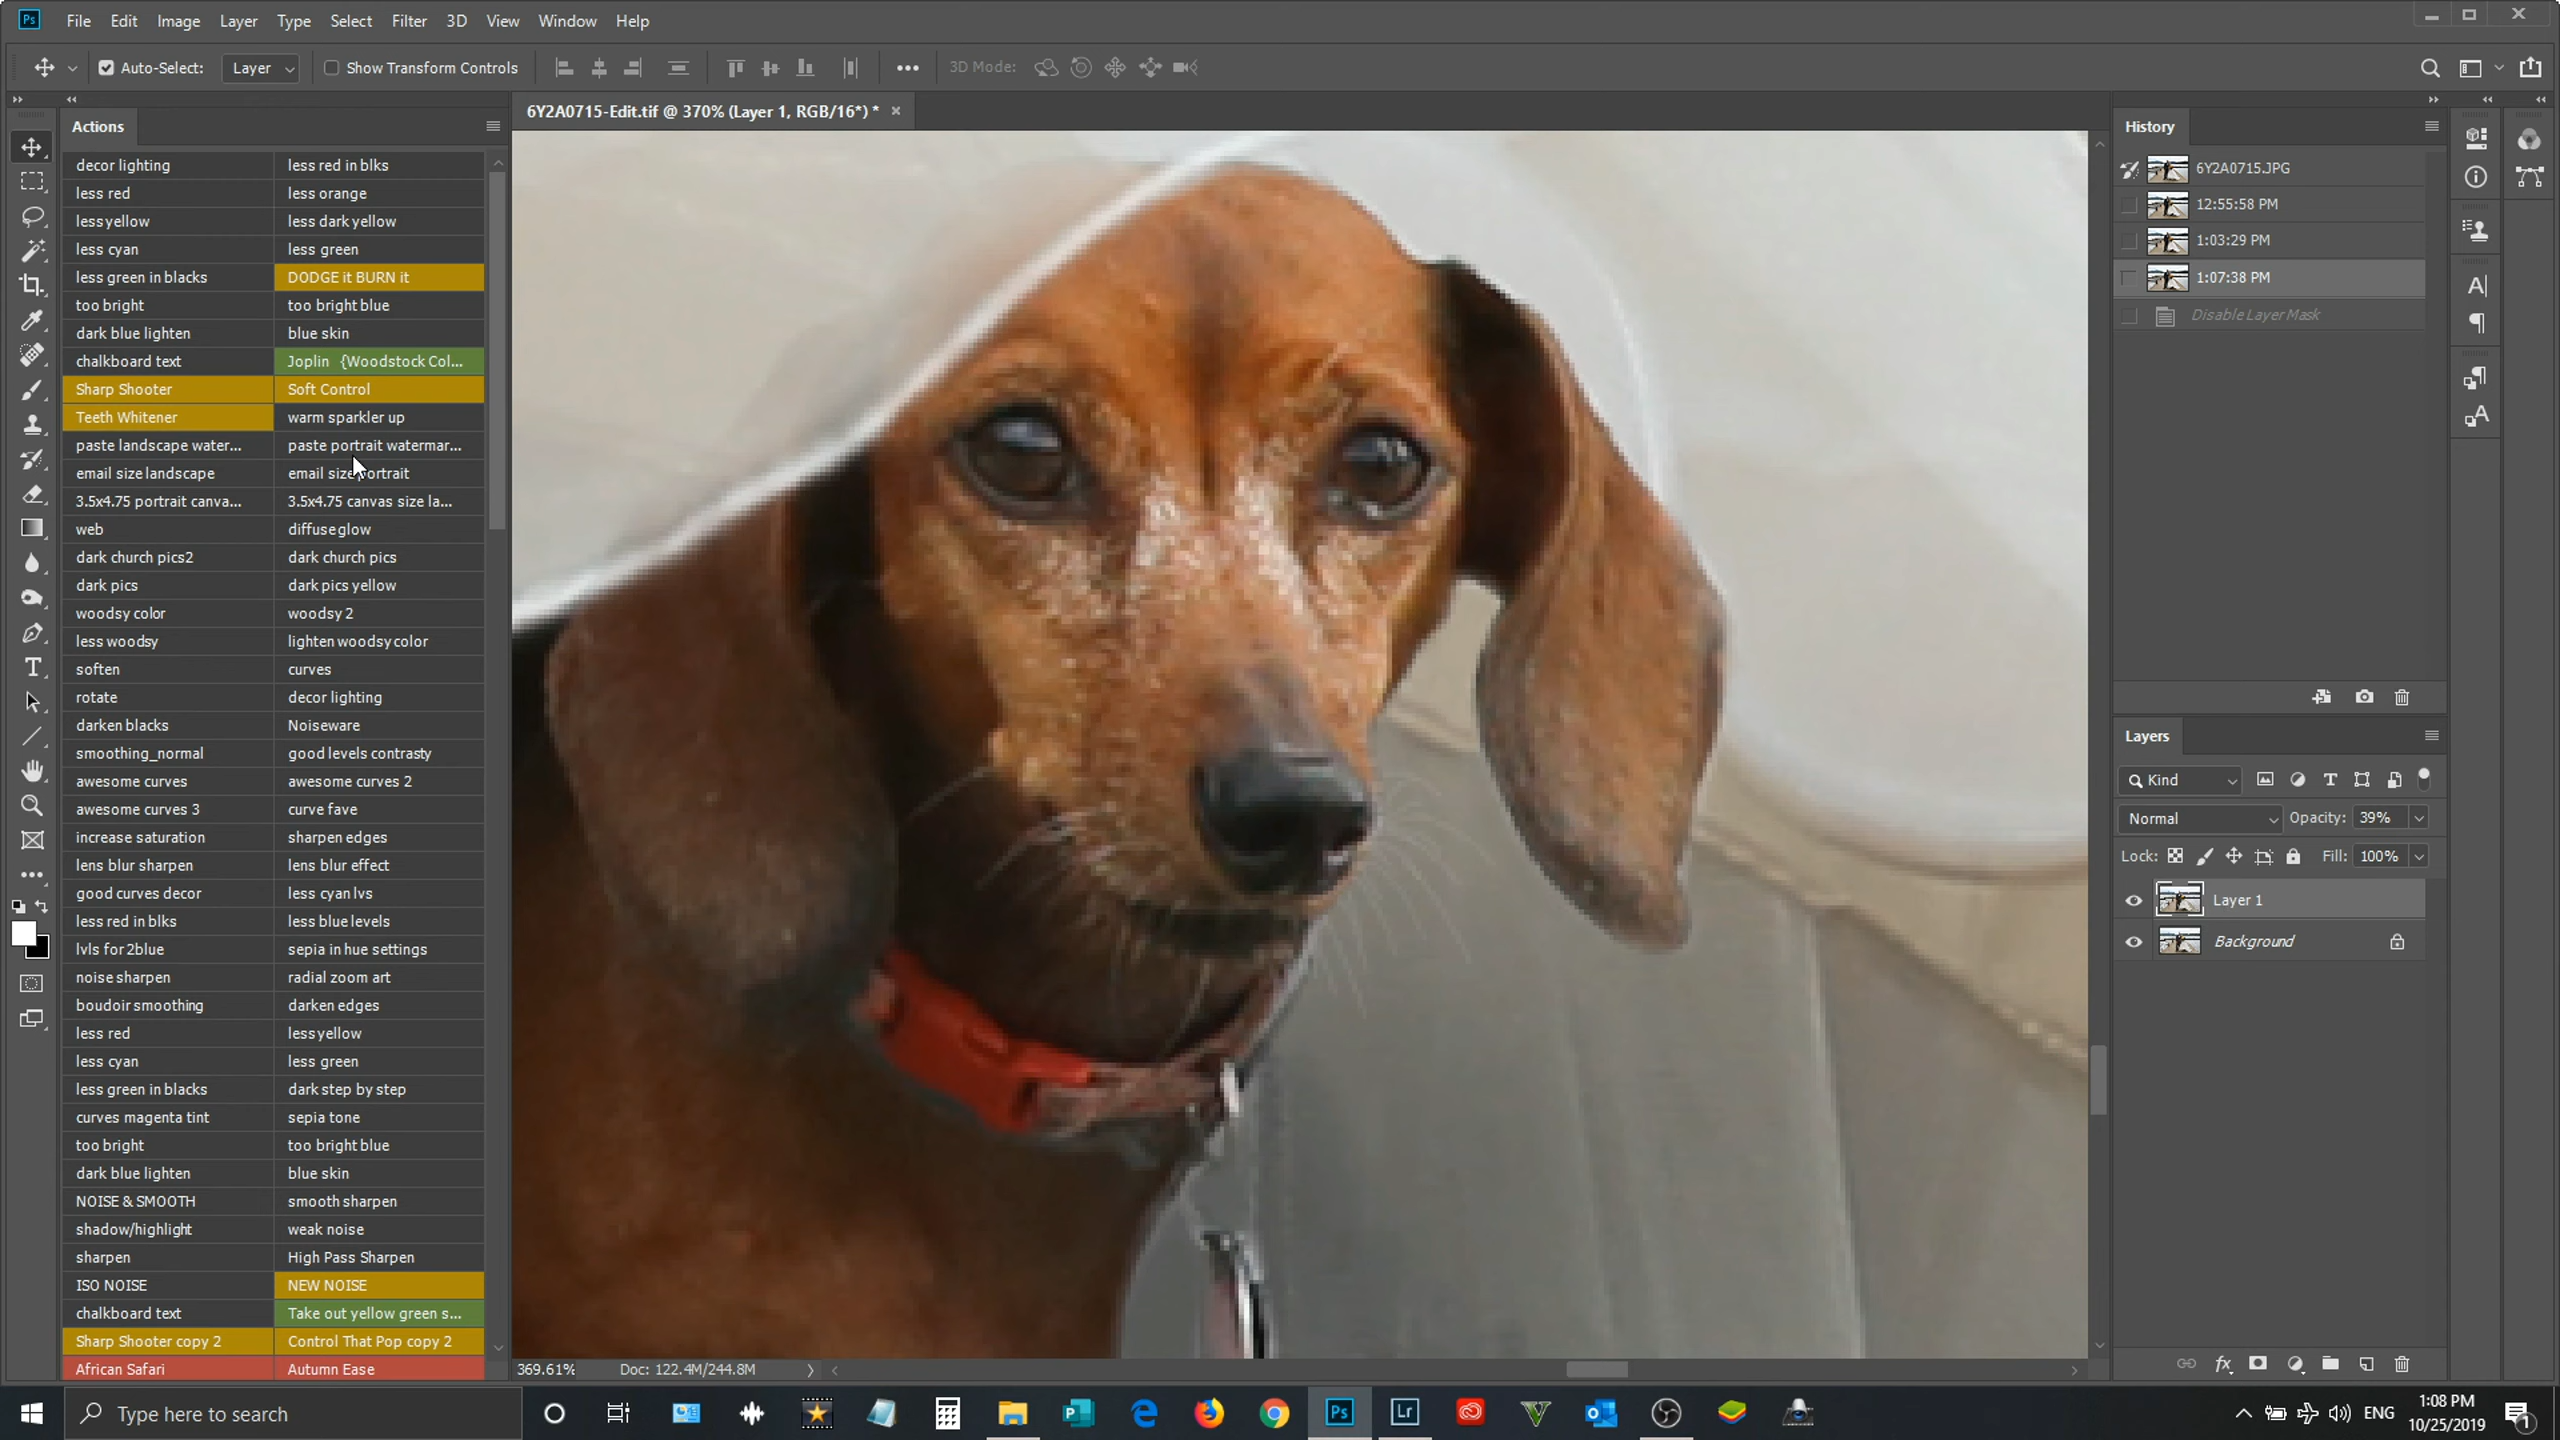 Ps File Edit Image Layer Type Select Filter 3D View Window Help
Auto-Select: Layer Show Transform Controls 3D Mode:
Actions
decor lighting less red in blks
less red less orange
less yellow less dark yellow
less cyan less green
less green in blacks DODGE it BURN it
too bright too bright blue
dark blue lighten blue skin
chalkboard text Joplin {Woodstock Col...
Sharp Shooter Soft Control
Teeth Whitener warm sparkler up
paste landscape water... paste portrait watermar...
email size landscape email size portrait
3.5x4.75 portrait canva... 3.5x4.75 canvas size la...
web diffuse glow
dark church pics2 dark church pics
dark pics dark pics yellow
woodsy color woodsy 2
less woodsy lighten woodsy color
soften curves
rotate decor lighting
darken blacks Noiseware
smoothing_normal good levels contrasty
awesome curves awesome curves 2
awesome curves 3 curve fave
increase saturation sharpen edges
lens blur sharpen lens blur effect
good curves decor less cyan lvs
less red in blks less blue levels
lvls for 2blue sepia in hue settings
noise sharpen radial zoom art
boudoir smoothing darken edges
less red less yellow
less cyan less green
less green in blacks dark step by step
curves magenta tint sepia tone
too bright too bright blue
dark blue lighten blue skin
NOISE & SMOOTH smooth sharpen
shadow/highlight weak noise
sharpen High Pass Sharpen
ISO NOISE NEW NOISE
chalkboard text Take out yellow green s...
Sharp Shooter copy 2 Control That Pop copy 2
African Safari Autumn Ease
6Y2A0715-Edit.tif @ 370% (Layer 1, RGB/16*) *
369.61% Doc: 122.4M/244.8M
History
6Y2A0715.JPG
12:55:58 PM
1:03:29 PM
1:07:38 PM
Disable Layer Mask
Layers
Kind
Normal Opacity: 39%
Lock: Fill: 100%
Layer 1
Background
Type here to search
Ps Lr
ENG
1:08 PM
10/25/2019
1